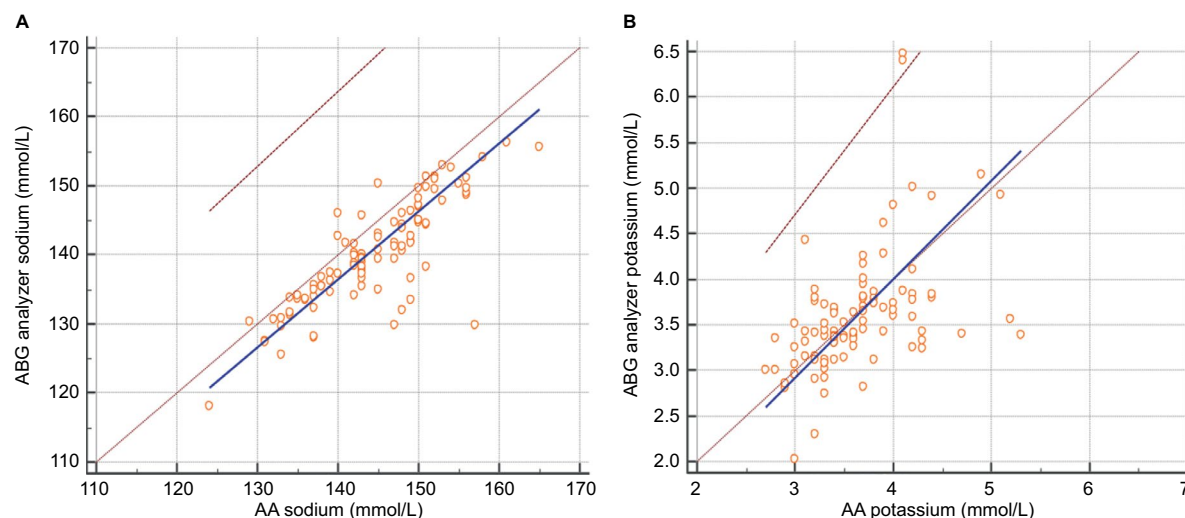 A
170
160
150
140
130
120
110
ABG analyzer sodium (mmol/L)
110 120 130 140 150 160 170
AA sodium (mmol/L)
B
6.5
6.0
5.5
5.0
4.5
4.0
3.5
3.0
2.5
2.0
ABG analyzer potassium (mmol/L)
2 3 4 5 6 7
AA potassium (mmol/L)